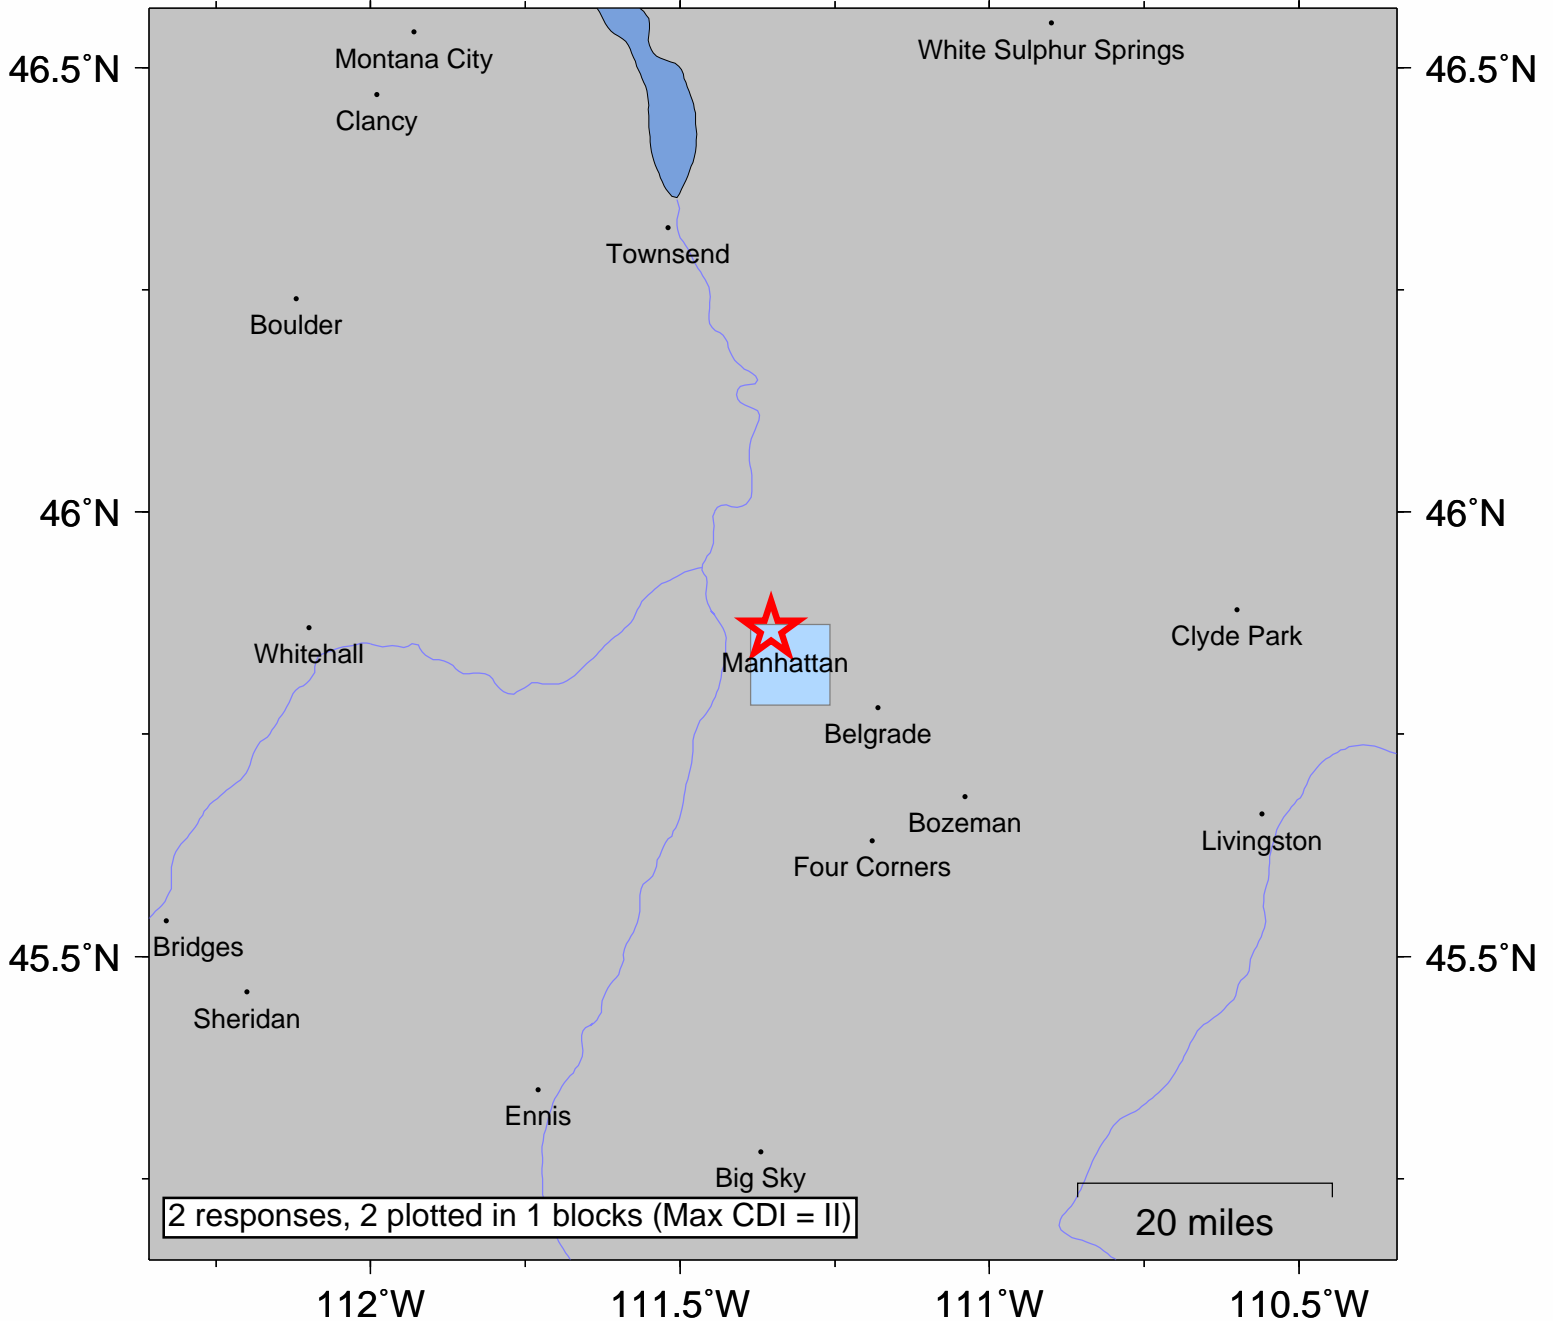 White Sulphur Springs
46.5˚N
Montana City
46.5˚N
Clancy
Townsend
Boulder
46˚N
46˚N
Clyde Park
Whitehall
Manhattan
Belgrade
Bozeman
Livingston
Four Corners
45.5˚N
Bridges
45.5˚N
Sheridan
Ennis
Big Sky
2 responses, 2 plotted in 1 blocks (Max CDI = II)
20 miles
112˚W
111.5˚W
111˚W
110.5˚W